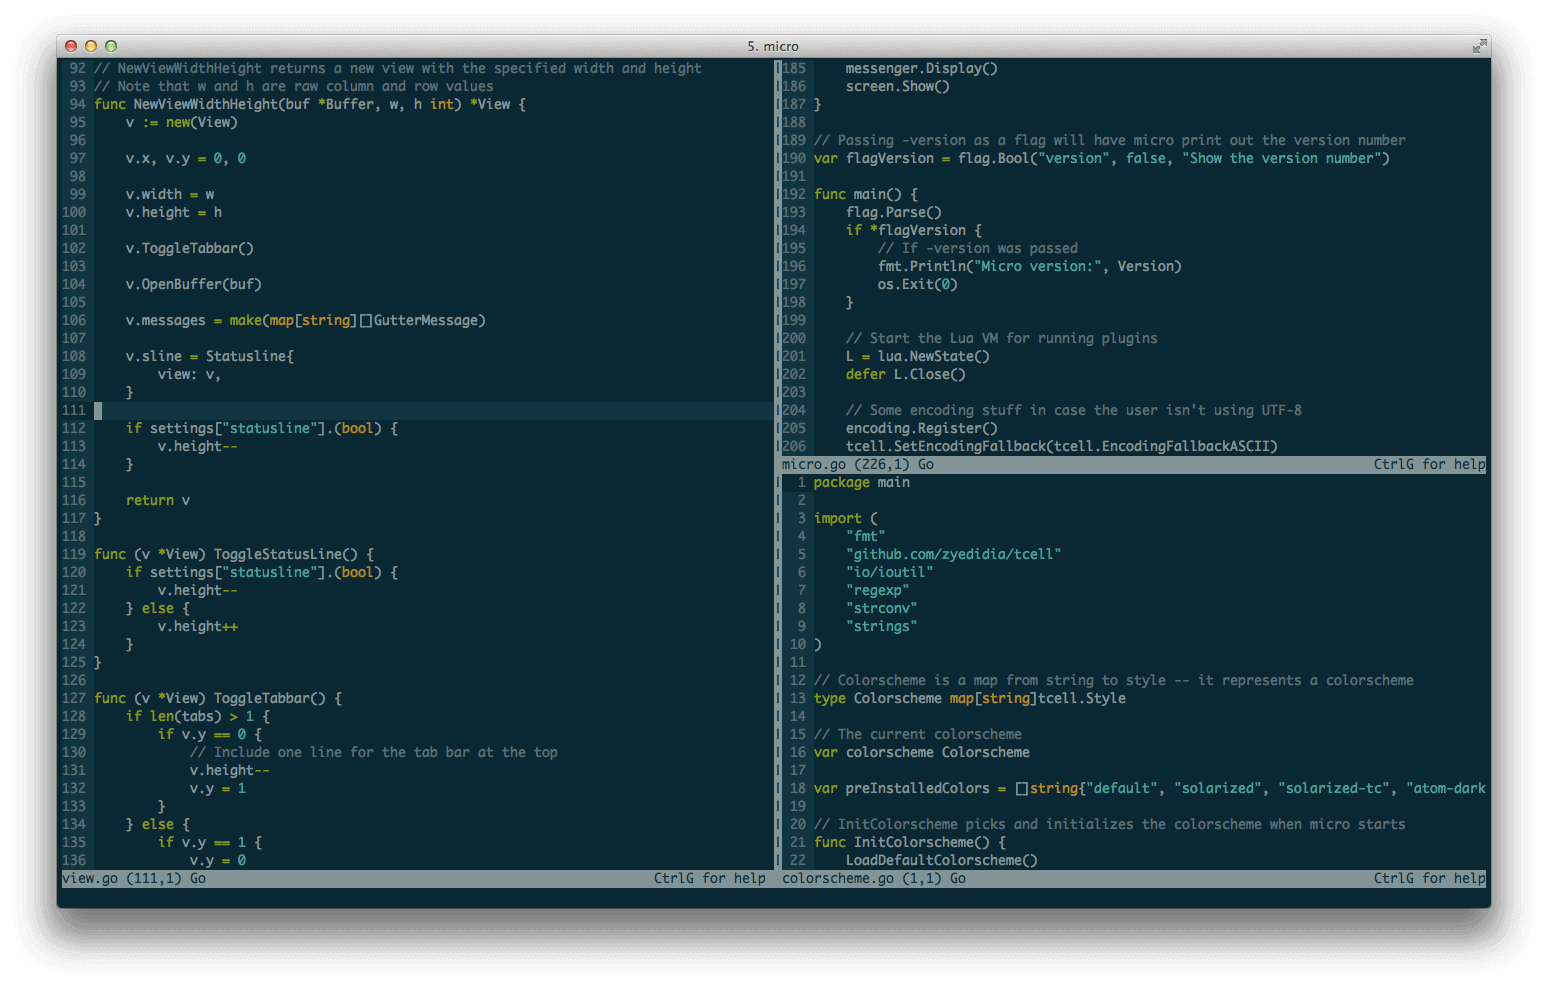 5. micro
92 // NewViewWidthHeight returns a new view with the specified width and height
93 // Note that w and h are raw column and row values
94 func NewViewWidthHeight(buf *Buffer, w, h int) *View {
95     v := new(View)
96
97     v.x, v.y = 0, 0
98
99     v.width = w
100     v.height = h
101
102     v.ToggleTabbar()
103
104     v.OpenBuffer(buf)
105
106     v.messages = make(map[string][]GutterMessage)
107
108     v.sline = Statusline{
109         view: v,
110     }
111
112     if settings["statusline"].(bool) {
113         v.height--
114     }
115
116     return v
117 }
118
119 func (v *View) ToggleStatusLine() {
120     if settings["statusline"].(bool) {
121         v.height--
122     } else {
123         v.height++
124     }
125 }
126
127 func (v *View) ToggleTabbar() {
128     if len(tabs) > 1 {
129         if v.y == 0 {
130             // Include one line for the tab bar at the top
131             v.height--
132             v.y = 1
133         }
134     } else {
135         if v.y == 1 {
136             v.y = 0
view.go (111,1) Go CtrlG for help
185     messenger.Display()
186     screen.Show()
187 }
188
189 // Passing -version as a flag will have micro print out the version number
190 var flagVersion = flag.Bool("version", false, "Show the version number")
191
192 func main() {
193     flag.Parse()
194     if *flagVersion {
195         // If -version was passed
196         fmt.Println("Micro version:", Version)
197         os.Exit(0)
198     }
199
200     // Start the Lua VM for running plugins
201     L = lua.NewState()
202     defer L.Close()
203
204     // Some encoding stuff in case the user isn't using UTF-8
205     encoding.Register()
206     tcell.SetEncodingFallback(tcell.EncodingFallbackASCII)
micro.go (226,1) Go CtrlG for help
1 package main
2
3 import (
4     "fmt"
5     "github.com/zyedidia/tcell"
6     "io/ioutil"
7     "regexp"
8     "strconv"
9     "strings"
10 )
11
12 // Colorscheme is a map from string to style -- it represents a colorscheme
13 type Colorscheme map[string]tcell.Style
14
15 // The current colorscheme
16 var colorscheme Colorscheme
17
18 var preInstalledColors = []string{"default", "solarized", "solarized-tc", "atom-dark
19
20 // InitColorscheme picks and initializes the colorscheme when micro starts
21 func InitColorscheme() {
22     LoadDefaultColorscheme()
colorscheme.go (1,1) Go CtrlG for help